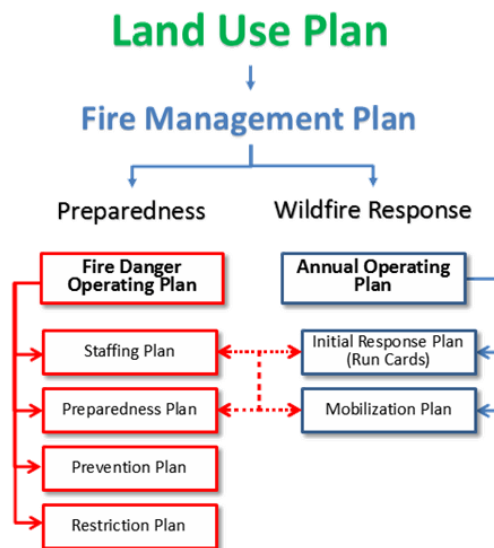 Land Use Plan
Fire Management Plan
Preparedness
Wildfire Response
Fire Danger
Operating Plan
Annual Operating
Plan
Staffing Plan
Initial Response Plan
(Run Cards)
Preparedness Plan
Mobilization Plan
Prevention Plan
Restriction Plan